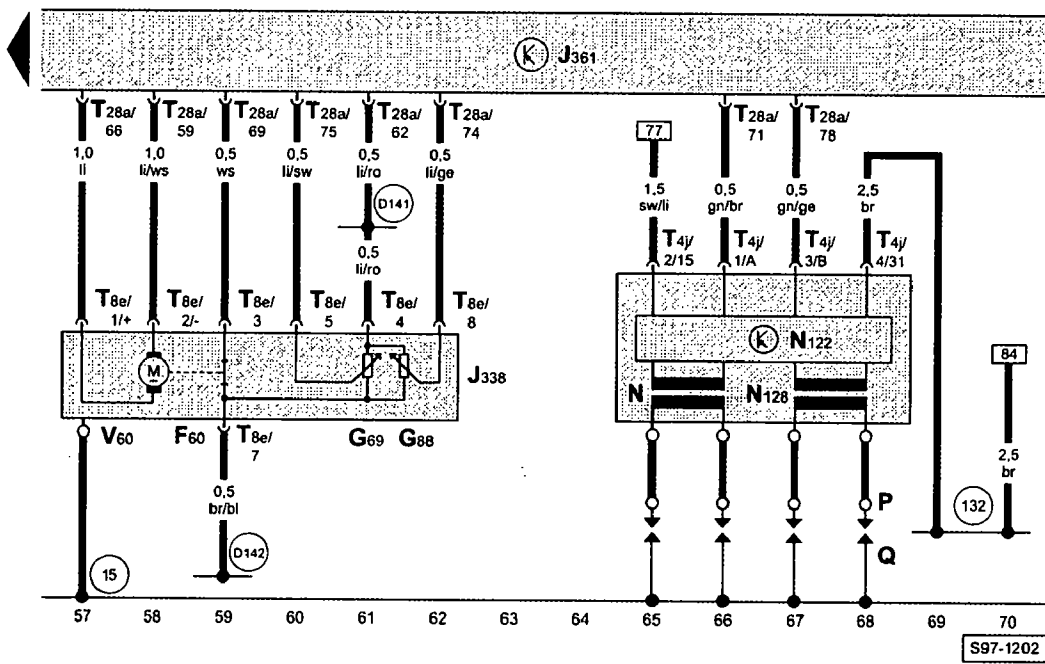 K J361
T28a/ T28a/ T28a/ T28a/ T28a/ T28a/ T28a/ T28a/
66 59 69 75 62 74 71 78
77
1,0 1,0 0,5 0,5 0,5 0,5
li li/ws ws li/sw li/ro li/ge
1,5 0,5 0,5 2,5
sw/li gn/br gn/ge br
D141
0,5
li/ro
T4j/ T4j/ T4j/ T4j/
2/15 1/A 3/B 4/31
T8e/ T8e/ T8e/ T8e/ T8e/ T8e/
1/+ 2/- 3 5 4 8
K N122
M
J338
84
N N128
V60 F60 T8e/ G69 G88
7
0,5
br/bl
2,5
br
P
132
D142
Q
15
57 58 59 60 61 62 63 64 65 66 67 68 69 70
S97-1202